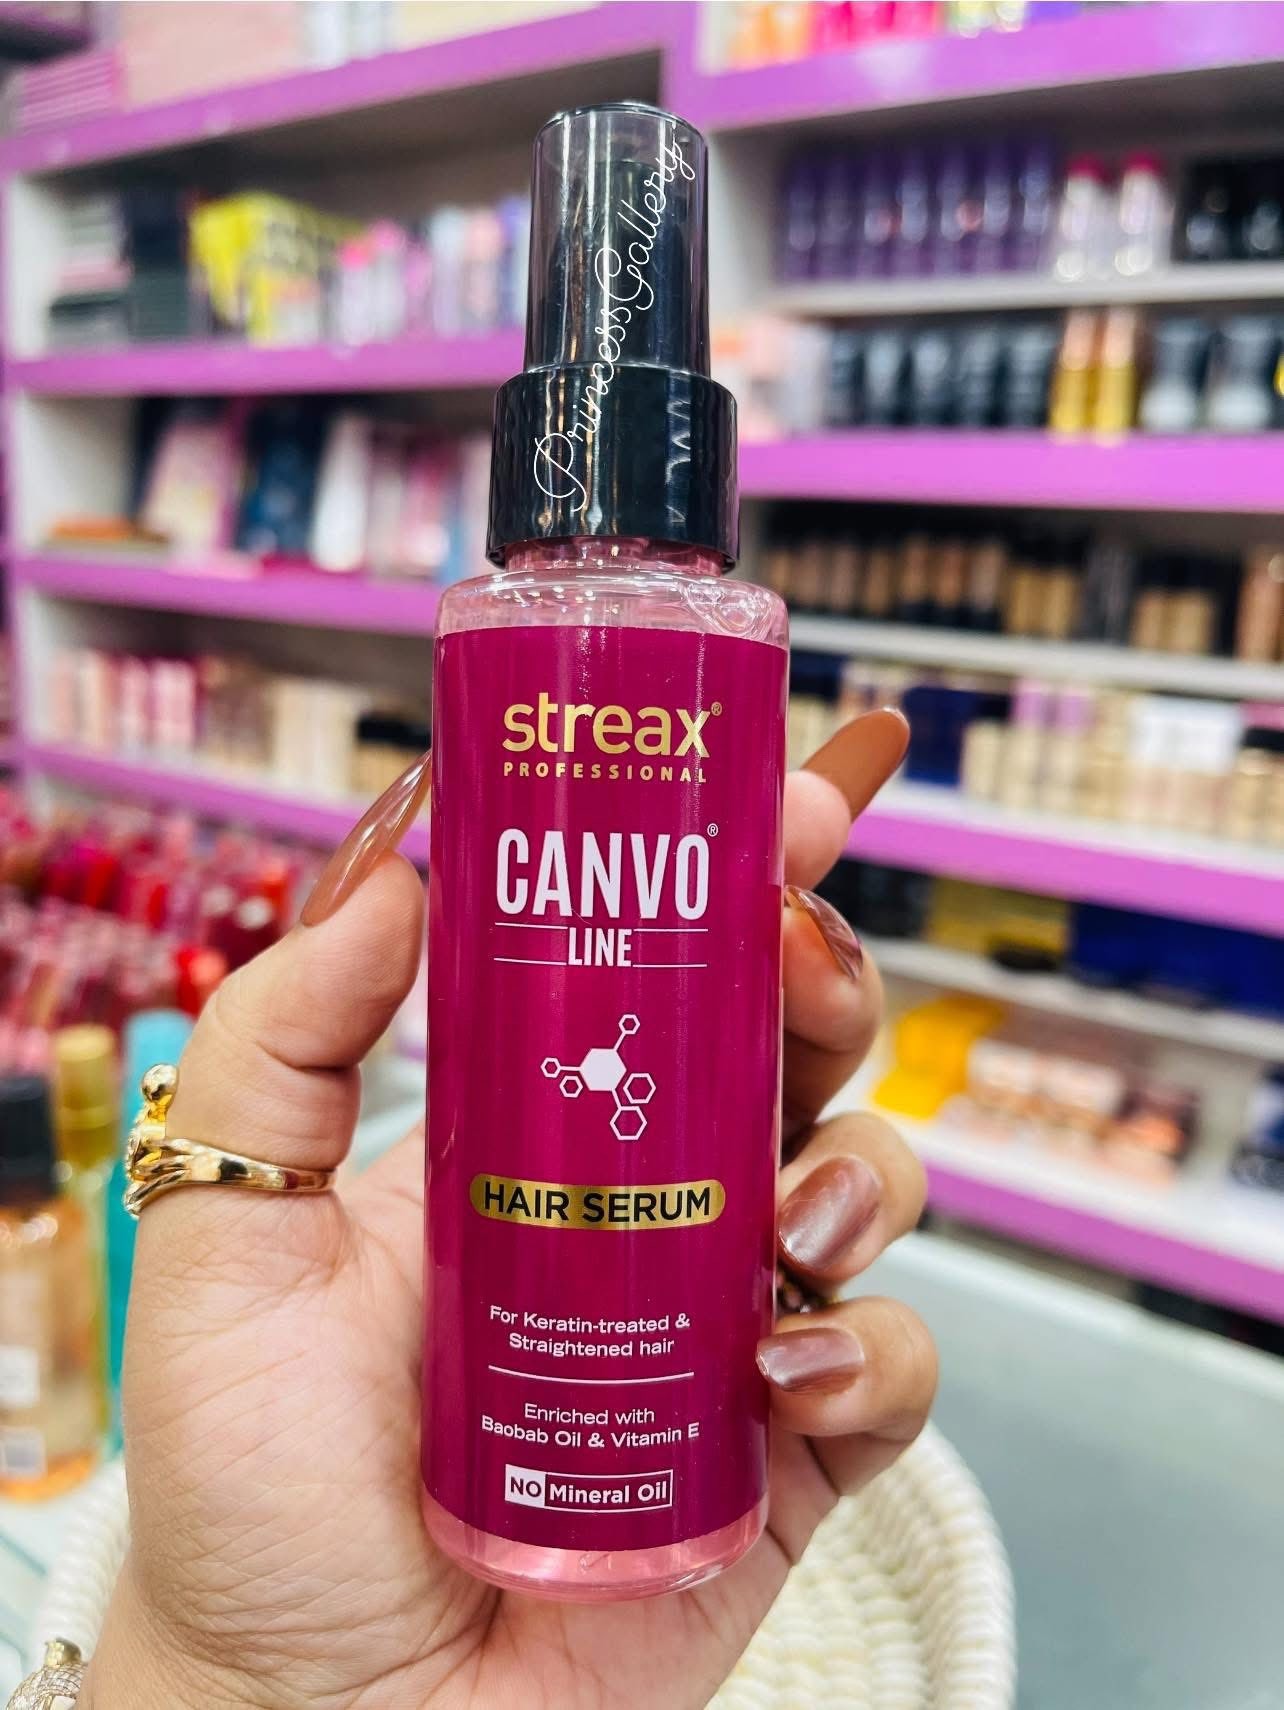 PrincessGallery
streax®
PROFESSIONAL
CANVO®
LINE
HAIR SERUM
For Keratin-treated &
Straightened hair
Enriched with
Baobab Oil & Vitamin E
NO Mineral Oil